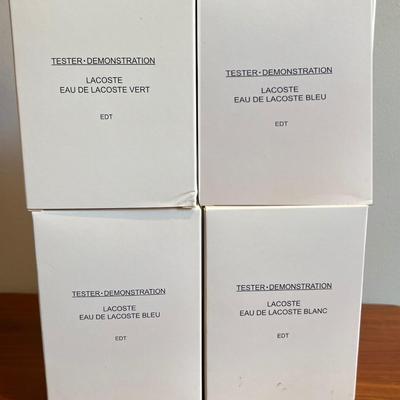 TESTER•DEMONSTRATION
LACOSTE
EAU DE LACOSTE VERT
EDT
TESTER•DEMONSTRATION
LACOSTE
EAU DE LACOSTE BLEU
EDT
TESTER•DEMONSTRATION
LACOSTE
EAU DE LACOSTE BLEU
EDT
TESTER•DEMONSTRATION
LACOSTE
EAU DE LACOSTE BLANC
EDT